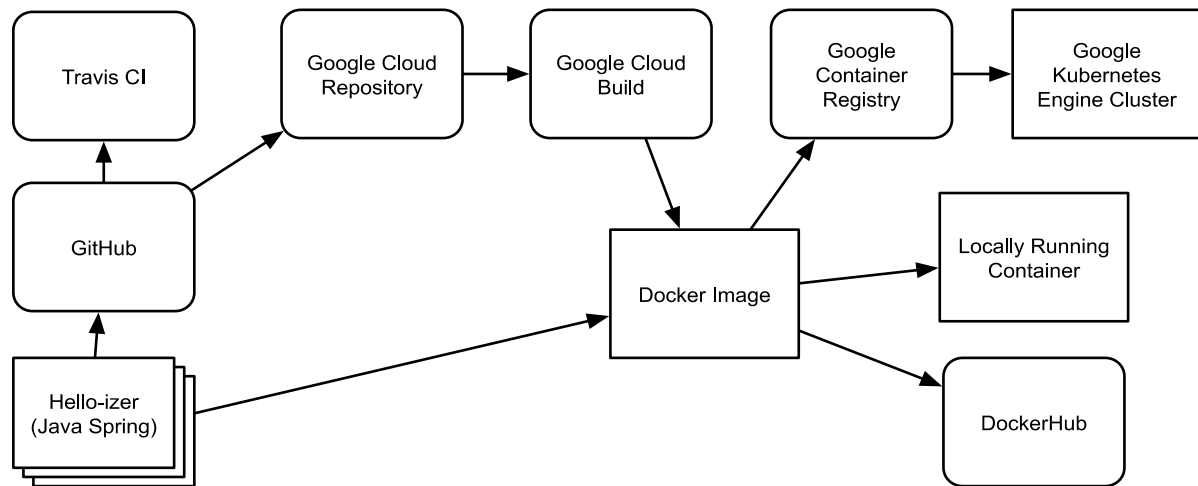 Travis CI
Google Cloud
Repository
Google Cloud
Build
Google
Container
Registry
Google
Kubernetes
Engine Cluster
GitHub
Docker Image
Locally Running
Container
Hello-izer
(Java Spring)
DockerHub